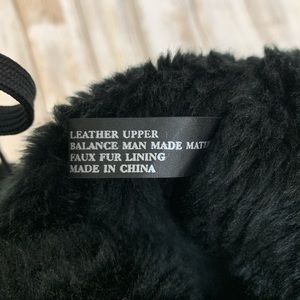 LEATHER UPPER
BALANCE MAN MADE
FAUX FUR LINING
MADE IN CHINA